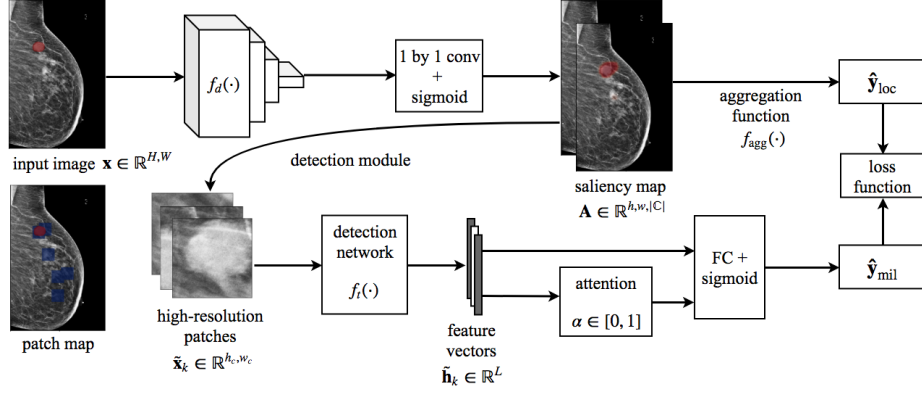 f_d(·)
1 by 1 conv
+
sigmoid
aggregation
function
f_agg(·)
ŷ_loc
input image x ∈ ℝ^{H,W}
detection module
saliency map
A ∈ ℝ^{h,w,|C|}
loss
function
detection
network
f_t(·)
FC +
sigmoid
ŷ_mil
attention
α ∈ [0, 1]
patch map
high-resolution
patches
x̃_k ∈ ℝ^{h_c,w_c}
feature
vectors
h̃_k ∈ ℝ^L